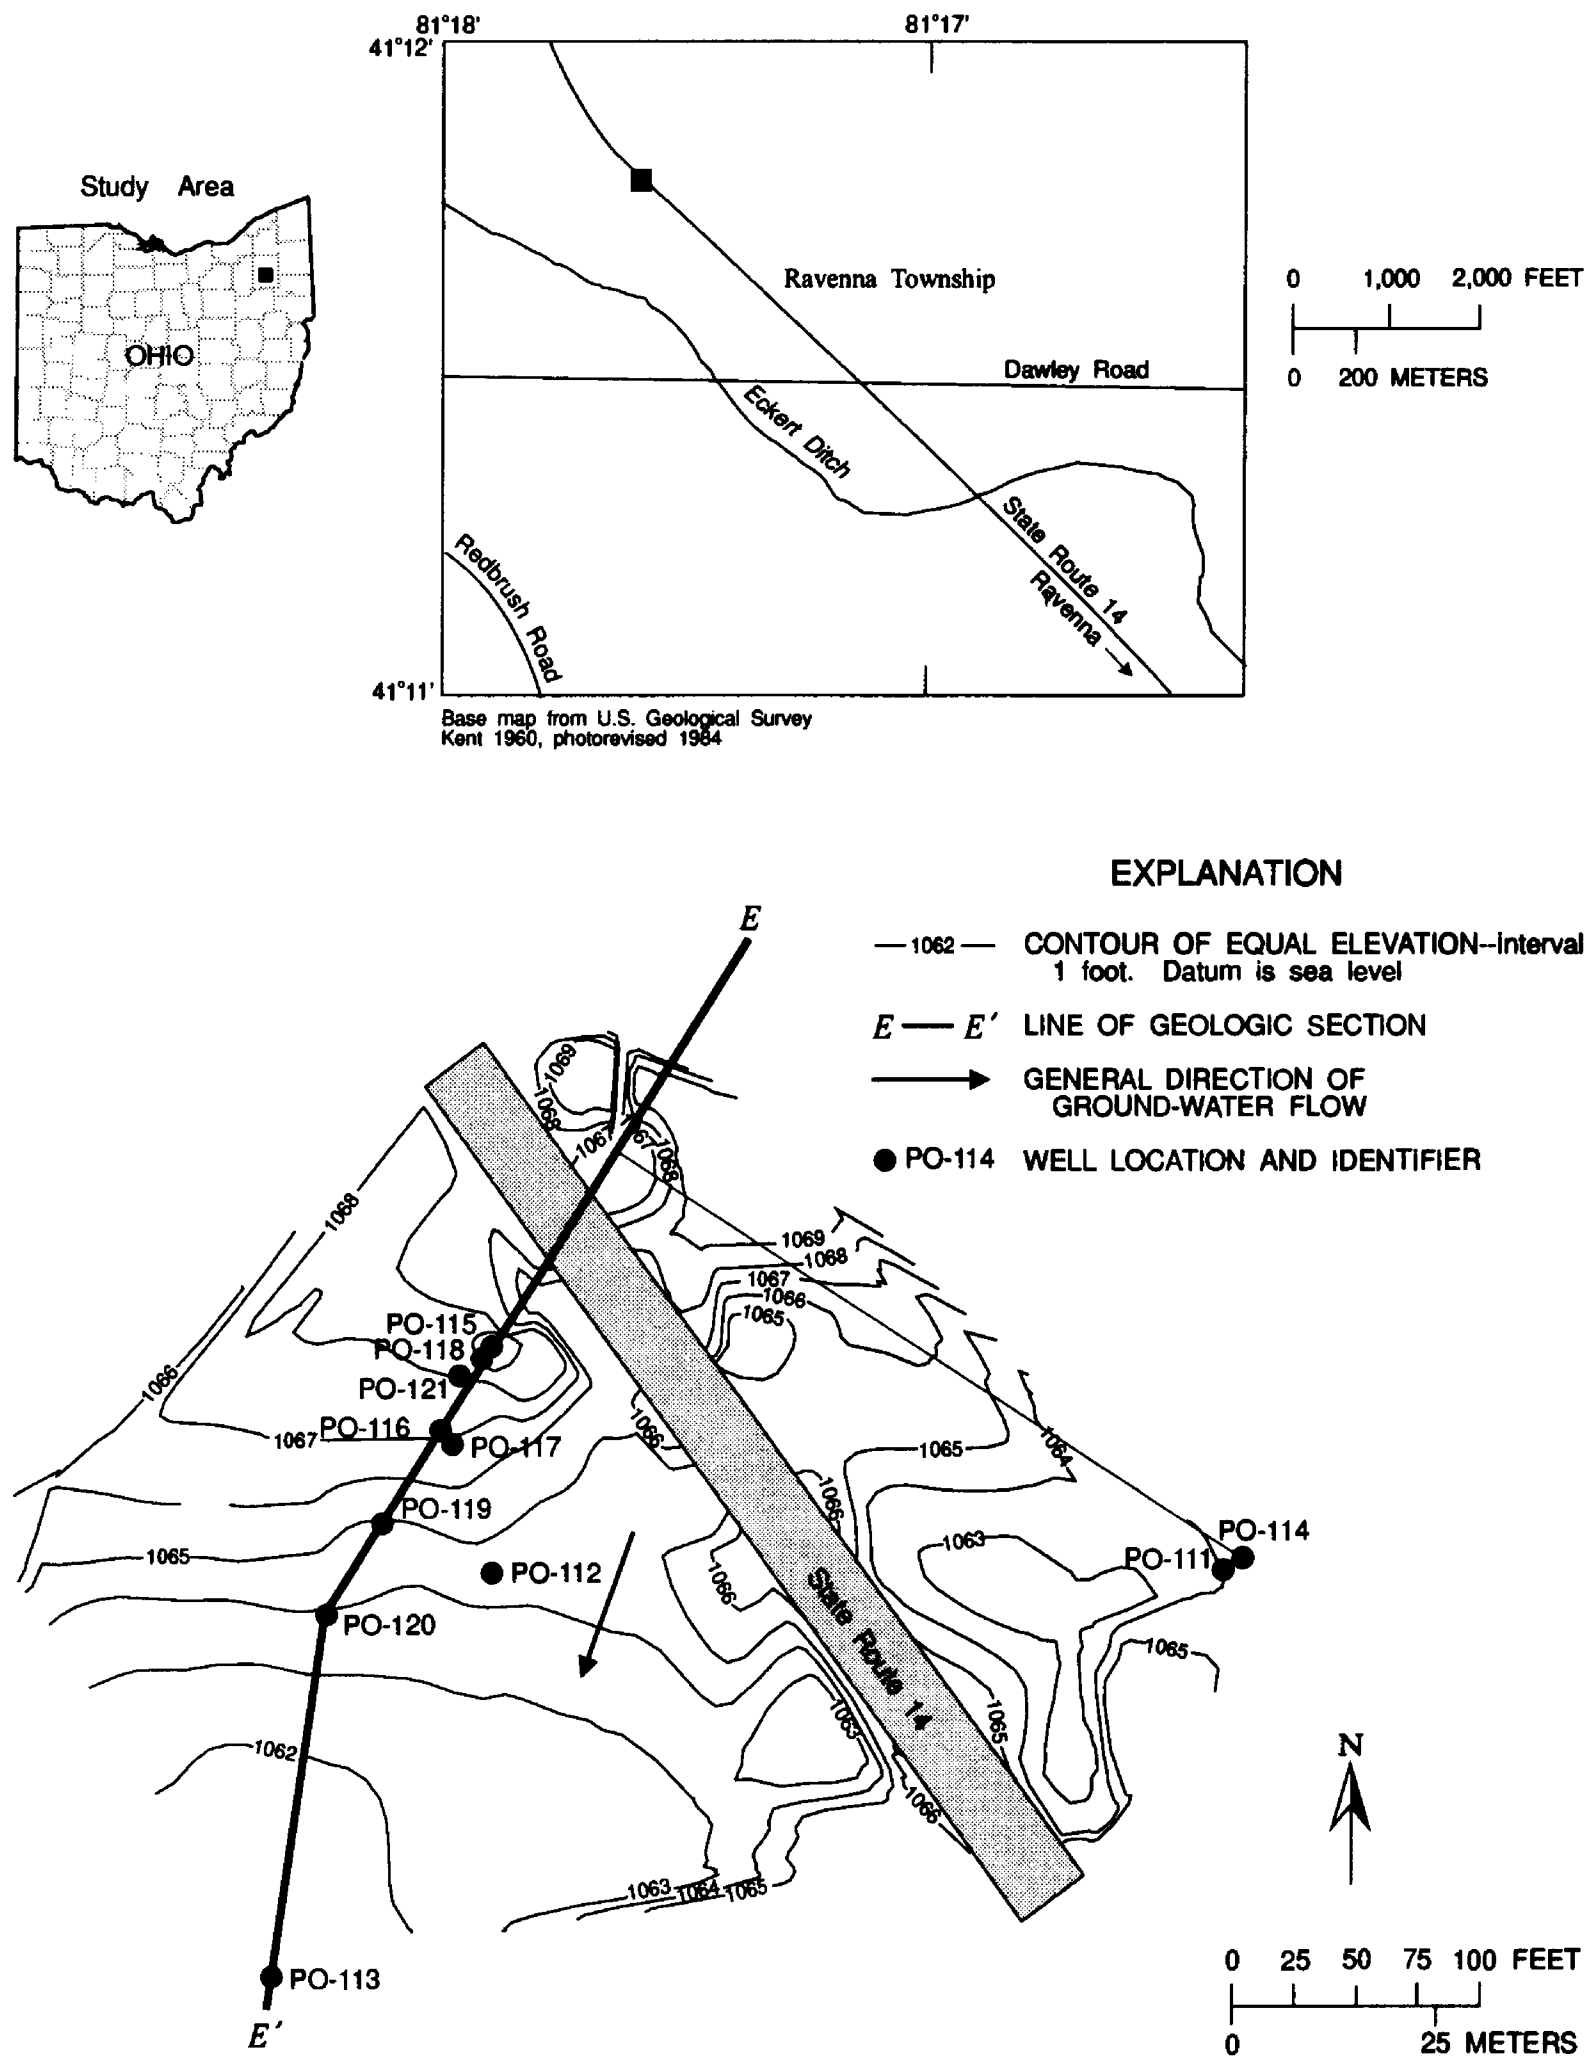 81°18'
81°17'
41°12'
Study Area
OHIO
Ravenna Township
0 1,000 2,000 FEET
0 200 METERS
Dawley Road
Eckert Ditch
State Route 14
Ravenna
Redbrush Road
41°11'
Base map from U.S. Geological Survey
Kent 1960, photorevised 1984
EXPLANATION
1062 CONTOUR OF EQUAL ELEVATION--interval
1 foot. Datum is sea level
E E' LINE OF GEOLOGIC SECTION
GENERAL DIRECTION OF
GROUND-WATER FLOW
PO-114 WELL LOCATION AND IDENTIFIER
E
1069
1068
1067
1067
1068
1068
1069
1068
1067
1066
1065
PO-115
PO-118
PO-121
1066
PO-116
1067
PO-117
1066
1065
1064
1066
PO-119
PO-112
1065
1066
1063
PO-114
PO-111
PO-120
State Route 14
1065
1063
1065
1062
1066
1063 1064 1065
N
PO-113
E'
0 25 50 75 100 FEET
0 25 METERS